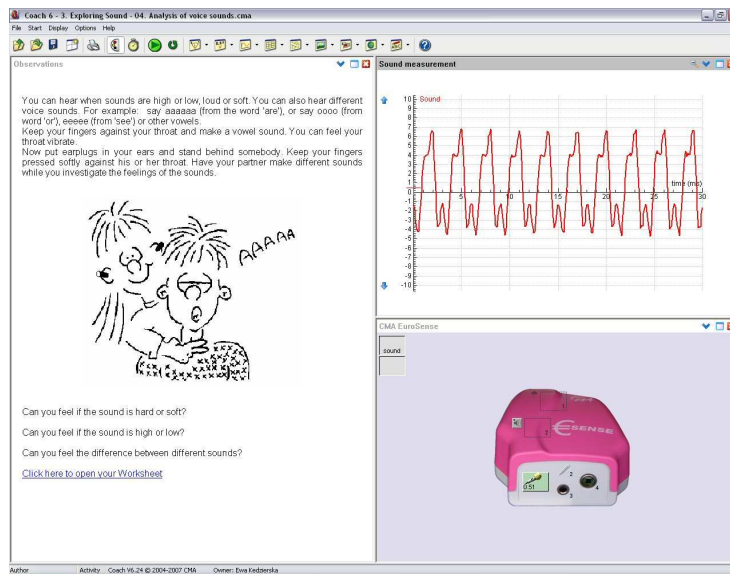 Coach 6 - 3. Exploring Sound - 04. Analysis of voice sounds.cma
File Start Display Options Help
Observations
You can hear when sounds are high or low, loud or soft. You can also hear different
voice sounds. For example: say aaaaaa (from the word 'are'), or say oooo (from
word 'or'), eeeee (from 'see') or other vowels.
Keep your fingers against your throat and make a vowel sound. You can feel your
throat vibrate.
Now put earplugs in your ears and stand behind somebody. Keep your fingers
pressed softly against his or her throat. Have your partner make different sounds
while you investigate the feelings of the sounds.
AAAAA
Can you feel if the sound is hard or soft?
Can you feel if the sound is high or low?
Can you feel the difference between different sounds?
Click here to open your Worksheet
Sound measurement
Sound
10
9
8
7
6
5
4
3
2
1
0
-1
-2
-3
-4
-5
-6
-7
-8
-9
-10
time (ms)
5 10 15 20 25 30
CMA EuroSense
sound
€SENSE
1
1
0.51
2
3
4
Author Activity Coach V6.24 © 2004-2007 CMA Owner: Ewa Kedzierska